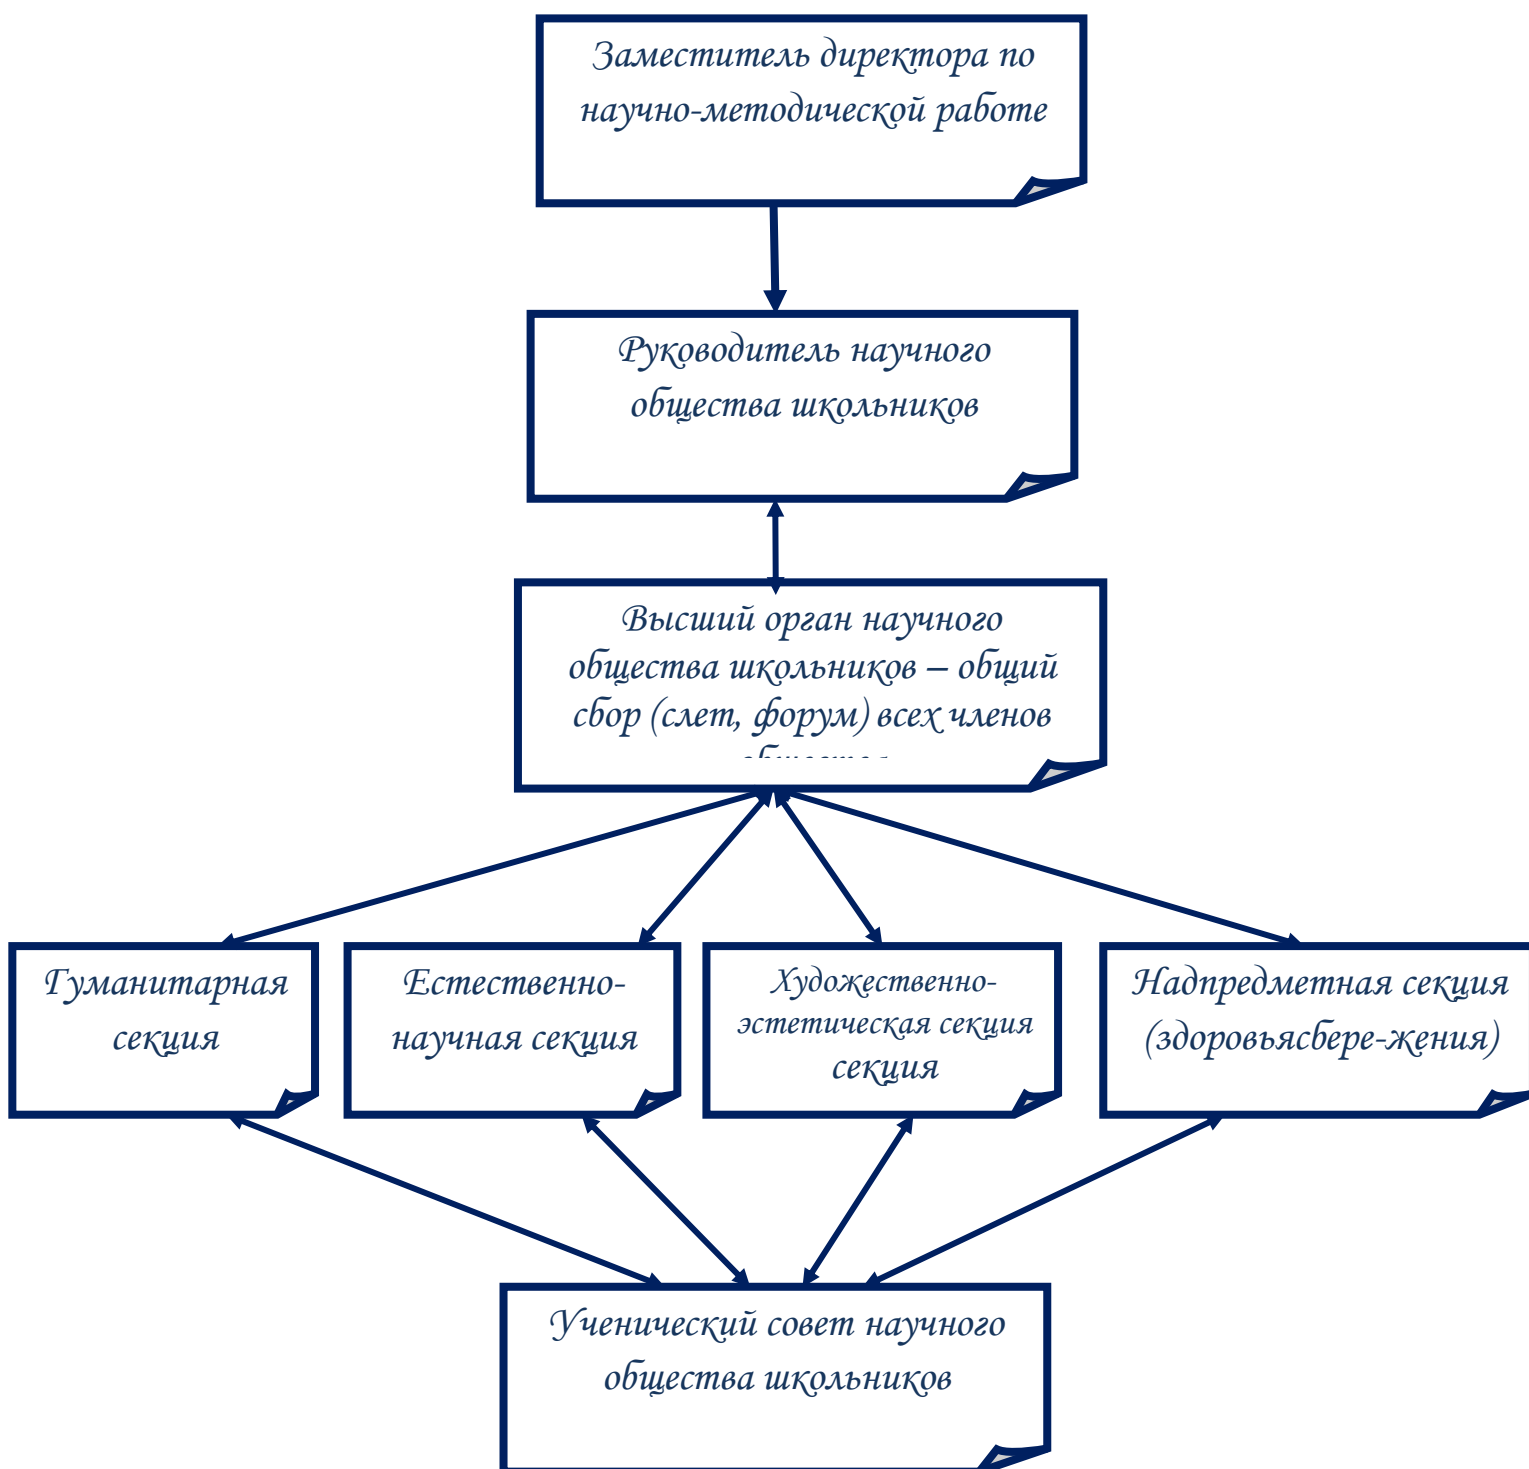 Заместитель директора по
научно-методической работе
Руководитель научного
общества школьников
Высший орган научного
общества школьников – общий
сбор (слет, форум) всех членов
Гуманитарная
секция
Естественно-
научная секция
Художественно-
эстетическая секция
секция
Надпредметная секция
(здоровьясбере-жения)
Ученический совет научного
общества школьников